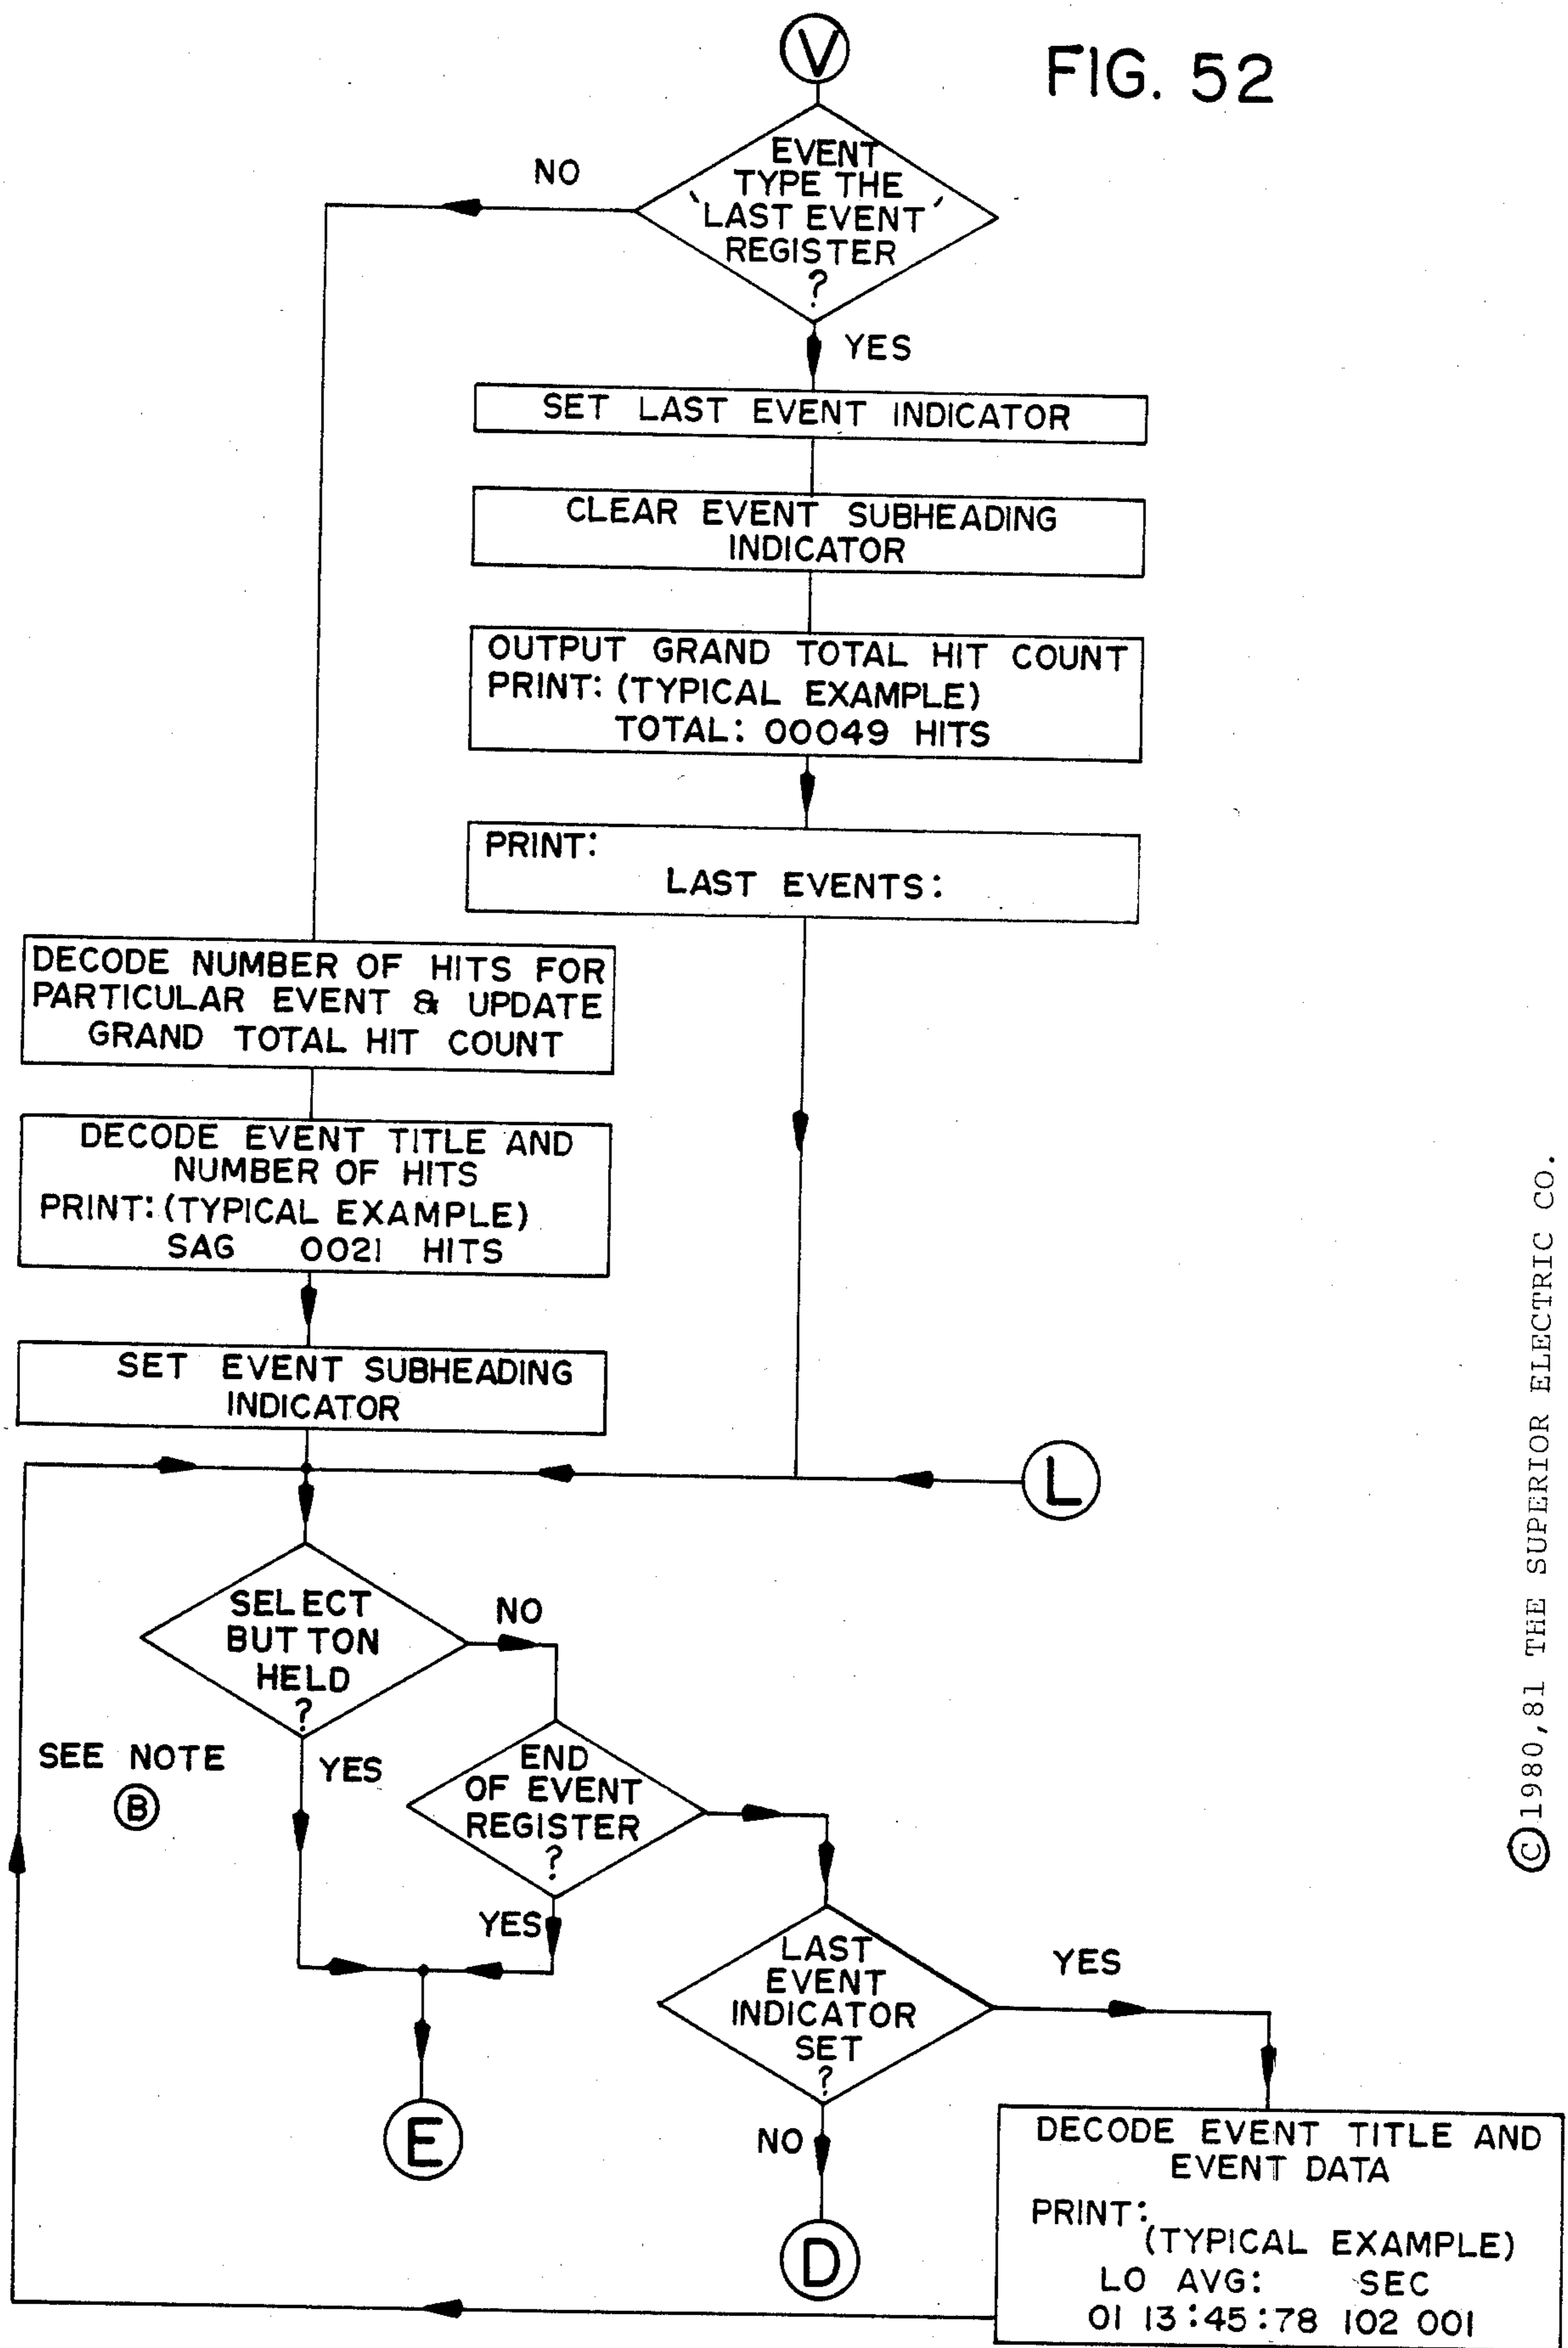 V
FIG. 52
EVENT
TYPE THE
'LAST EVENT'
REGISTER
?
NO
YES
SET LAST EVENT INDICATOR
CLEAR EVENT SUBHEADING
INDICATOR
OUTPUT GRAND TOTAL HIT COUNT
PRINT: (TYPICAL EXAMPLE)
TOTAL: 00049 HITS
PRINT:
LAST EVENTS:
DECODE NUMBER OF HITS FOR
PARTICULAR EVENT & UPDATE
GRAND TOTAL HIT COUNT
DECODE EVENT TITLE AND
NUMBER OF HITS
PRINT: (TYPICAL EXAMPLE)
SAG 0021 HITS
SET EVENT SUBHEADING
INDICATOR
L
SELECT
BUTTON
HELD
?
NO
YES
SEE NOTE
B
END
OF EVENT
REGISTER
?
YES
E
LAST
EVENT
INDICATOR
SET
?
YES
NO
D
DECODE EVENT TITLE AND
EVENT DATA
PRINT:
(TYPICAL EXAMPLE)
LO AVG: SEC
01 13:45:78 102 001
©1980,81 THE SUPERIOR ELECTRIC CO.